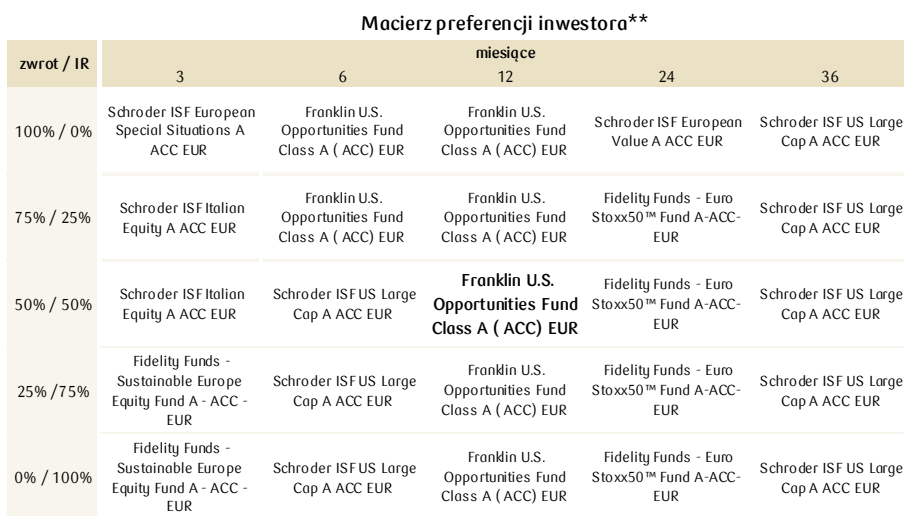 Macierz preferencji inwestora**
zwrot / IR
miesiące
3 6 12 24 36
100% / 0%
Schroder ISF European
Special Situations A
ACC EUR
Franklin U.S.
Opportunities Fund
Class A ( ACC) EUR
Franklin U.S.
Opportunities Fund
Class A ( ACC) EUR
Schroder ISF European
Value A ACC EUR
Schroder ISF US Large
Cap A ACC EUR
75% / 25%
Schroder ISF Italian
Equity A ACC EUR
Franklin U.S.
Opportunities Fund
Class A ( ACC) EUR
Franklin U.S.
Opportunities Fund
Class A ( ACC) EUR
Fidelity Funds - Euro
Stoxx50™ Fund A-ACC-
EUR
Schroder ISF US Large
Cap A ACC EUR
50% / 50%
Schroder ISF Italian
Equity A ACC EUR
Schroder ISF US Large
Cap A ACC EUR
Franklin U.S.
Opportunities Fund
Class A ( ACC) EUR
Fidelity Funds - Euro
Stoxx50™ Fund A-ACC-
EUR
Schroder ISF US Large
Cap A ACC EUR
25% /75%
Fidelity Funds -
Sustainable Europe
Equity Fund A - ACC -
EUR
Schroder ISF US Large
Cap A ACC EUR
Franklin U.S.
Opportunities Fund
Class A ( ACC) EUR
Fidelity Funds - Euro
Stoxx50™ Fund A-ACC-
EUR
Schroder ISF US Large
Cap A ACC EUR
0% / 100%
Fidelity Funds -
Sustainable Europe
Equity Fund A - ACC -
EUR
Schroder ISF US Large
Cap A ACC EUR
Franklin U.S.
Opportunities Fund
Class A ( ACC) EUR
Fidelity Funds - Euro
Stoxx50™ Fund A-ACC-
EUR
Schroder ISF US Large
Cap A ACC EUR